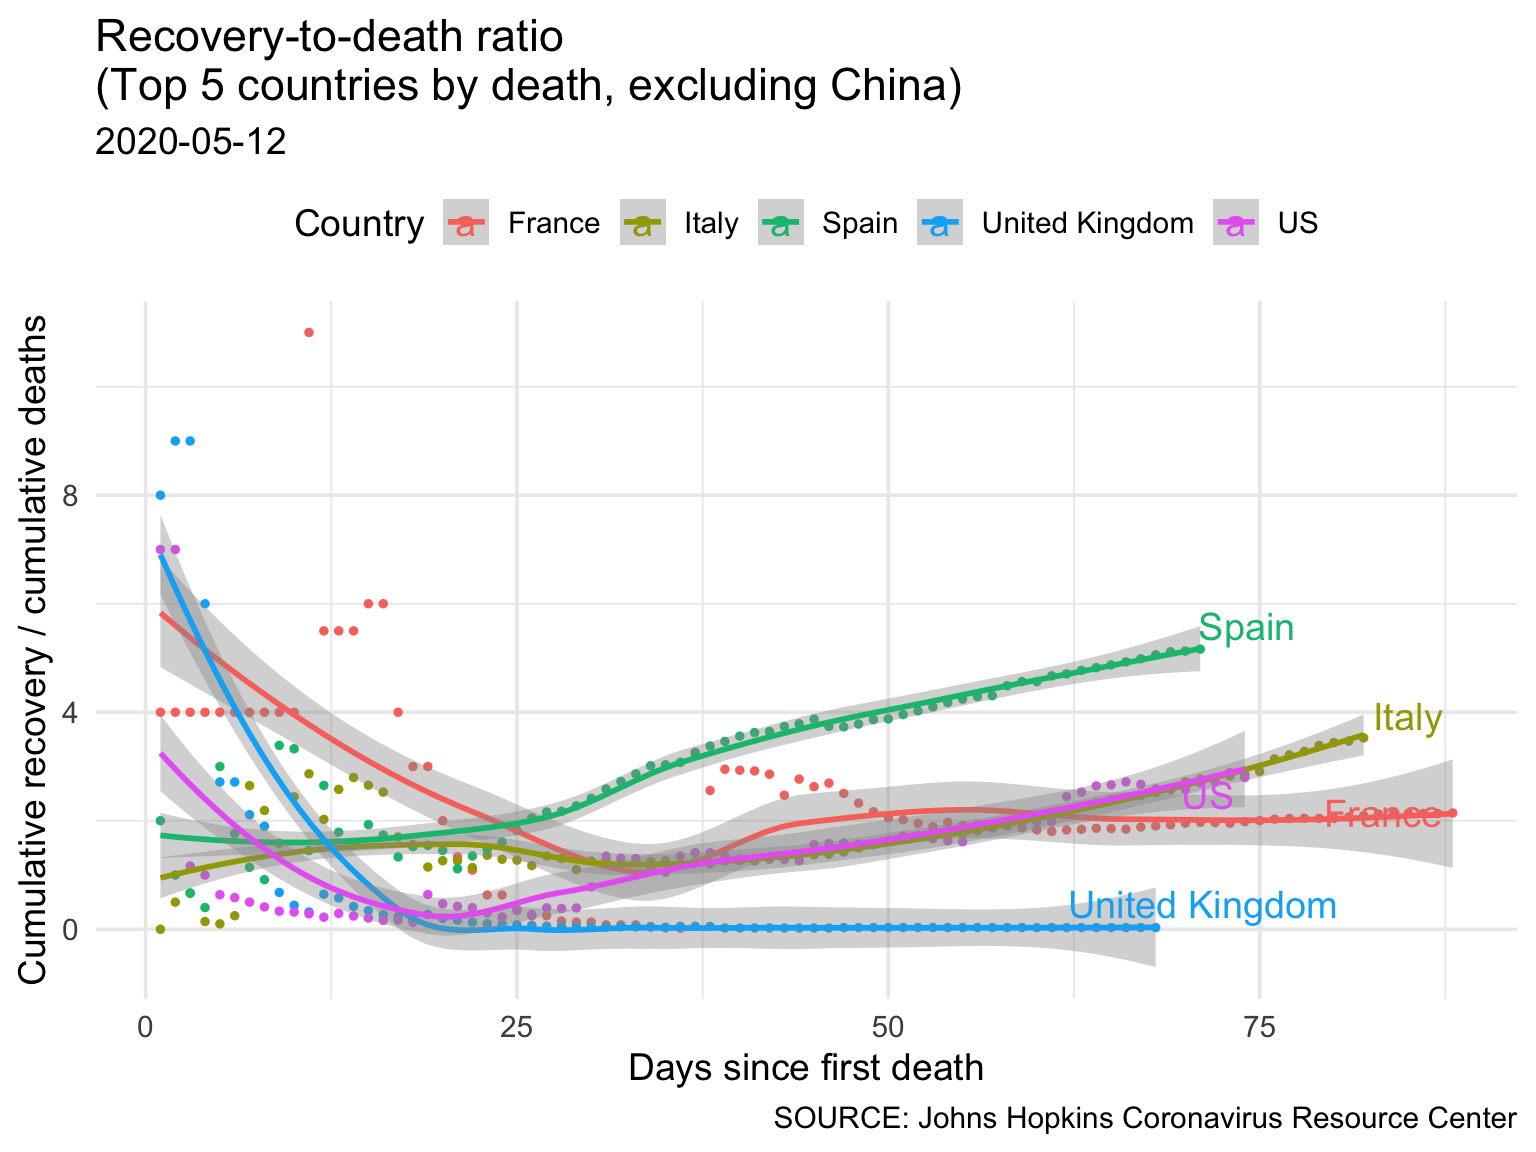 Recovery-to-death ratio
(Top 5 countries by death, excluding China)
2020-05-12
Country a France a Italy a Spain a United Kingdom a US
Cumulative recovery / cumulative deaths
8
4
0
Spain
Italy
US
France
United Kingdom
0 25 50 75
Days since first death
SOURCE: Johns Hopkins Coronavirus Resource Center